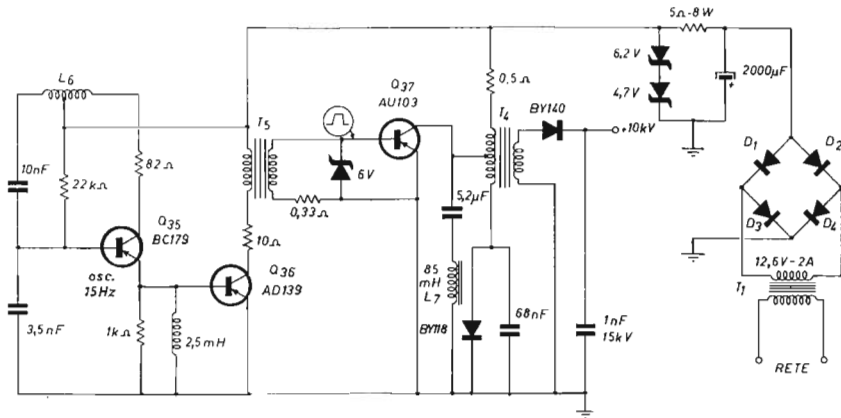 L6
10nF
22kΩ
82Ω
Q35
BC179
osc.
15Hz
3,5nF
1kΩ
2,5mH
Q36
AD139
10Ω
T5
0,33Ω
6V
Q37
AU103
5,2µF
85
mH
L7
BY118
68nF
0,5Ω
T4
BY140
+10kV
1nF
15kV
5Ω-8W
6,2V
4,7V
2000µF
+
D1
D2
D3
D4
12,6V-2A
T1
RETE